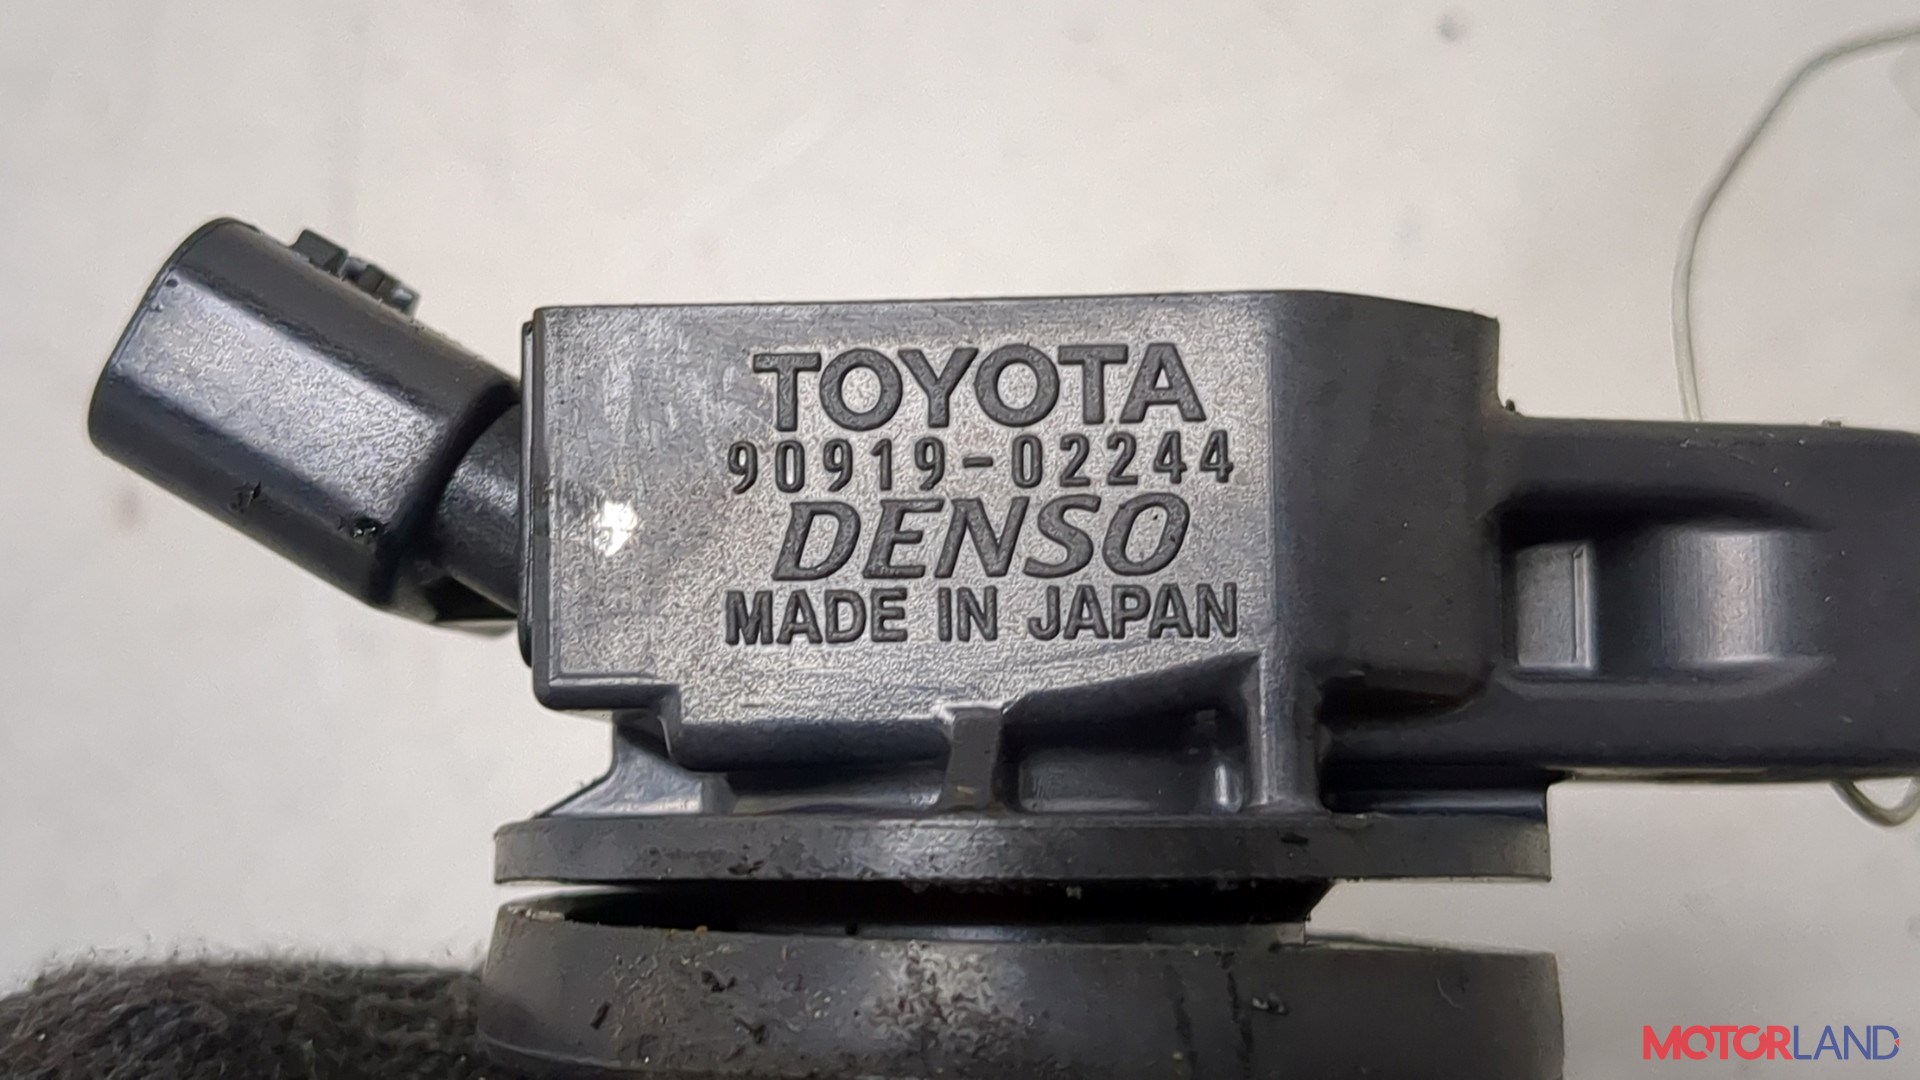 TOYOTA
90919-02244
DENSO
MADE IN JAPAN
MOTORLAND